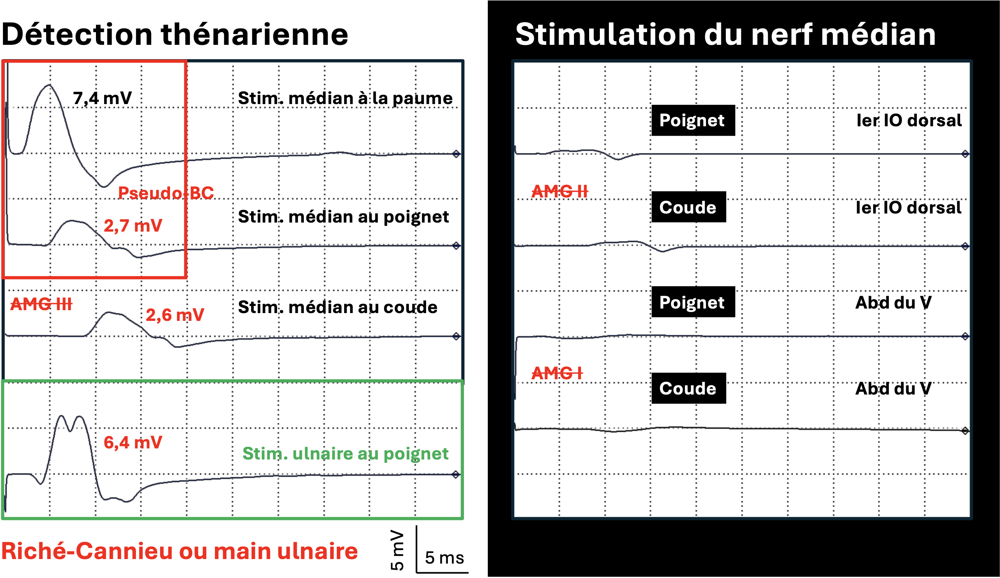 Détection thénarienne
7,4 mV
Stim. médian à la paume
Pseudo-BC
2,7 mV
Stim. médian au poignet
AMG III
2,6 mV
Stim. médian au coude
6,4 mV
Stim. ulnaire au poignet
Riché-Cannieu ou main ulnaire
5 mV
5 ms
Stimulation du nerf médian
Poignet
Ier IO dorsal
AMG II
Coude
Ier IO dorsal
Poignet
Abd du V
AMG I
Coude
Abd du V